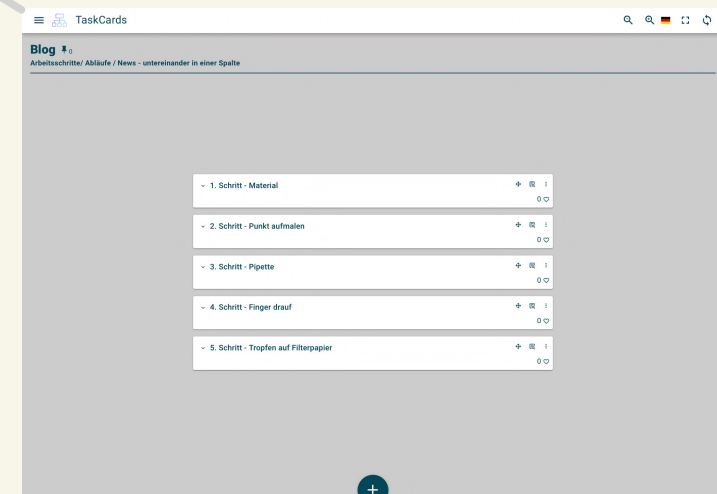 TaskCards
Blog 0
Arbeitsschritte/ Abläufe / News - untereinander in einer Spalte
1. Schritt - Material
0
2. Schritt - Punkt aufmalen
0
3. Schritt - Pipette
0
4. Schritt - Finger drauf
0
5. Schritt - Tropfen auf Filterpapier
0
+